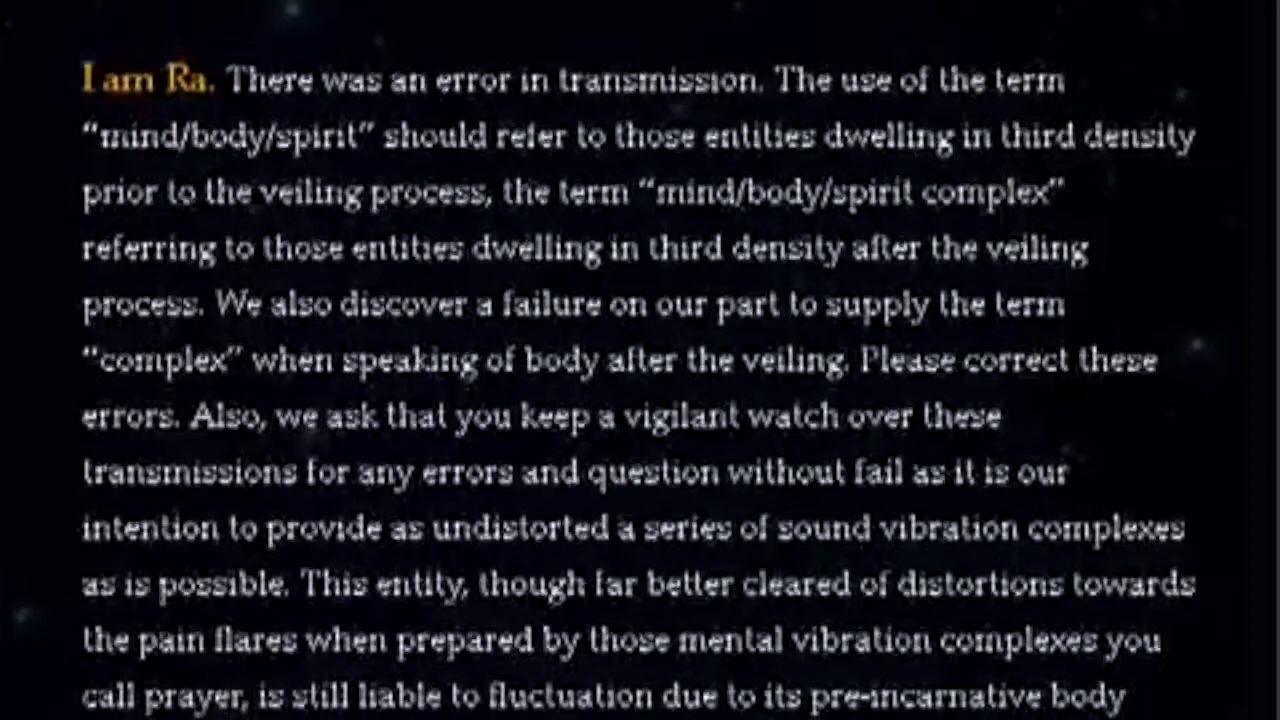 I am Ra. There was an error in transmission. The use of the term
“mind/body/spirit” should refer to those entities dwelling in third density
prior to the veiling process, the term “mind/body/spirit complex”
referring to those entities dwelling in third density after the veiling
process. We also discover a failure on our part to supply the term
“complex” when speaking of body after the veiling. Please correct these
errors. Also, we ask that you keep a vigilant watch over these
transmissions for any errors and question without fail as it is our
intention to provide as undistorted a series of sound vibration complexes
as is possible. This entity, though far better cleared of distortions towards
the pain flares when prepared by those mental vibration complexes you
call prayer, is still liable to fluctuation due to its pre-incarnative body